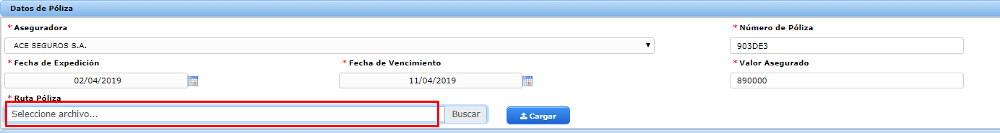 Datos de Póliza
* Aseguradora
* Número de Póliza
ACE SEGUROS S.A.
903DE3
* Fecha de Expedición
* Fecha de Vencimiento
* Valor Asegurado
02/04/2019
11/04/2019
890000
* Ruta Póliza
Seleccione archivo...
Buscar
Cargar